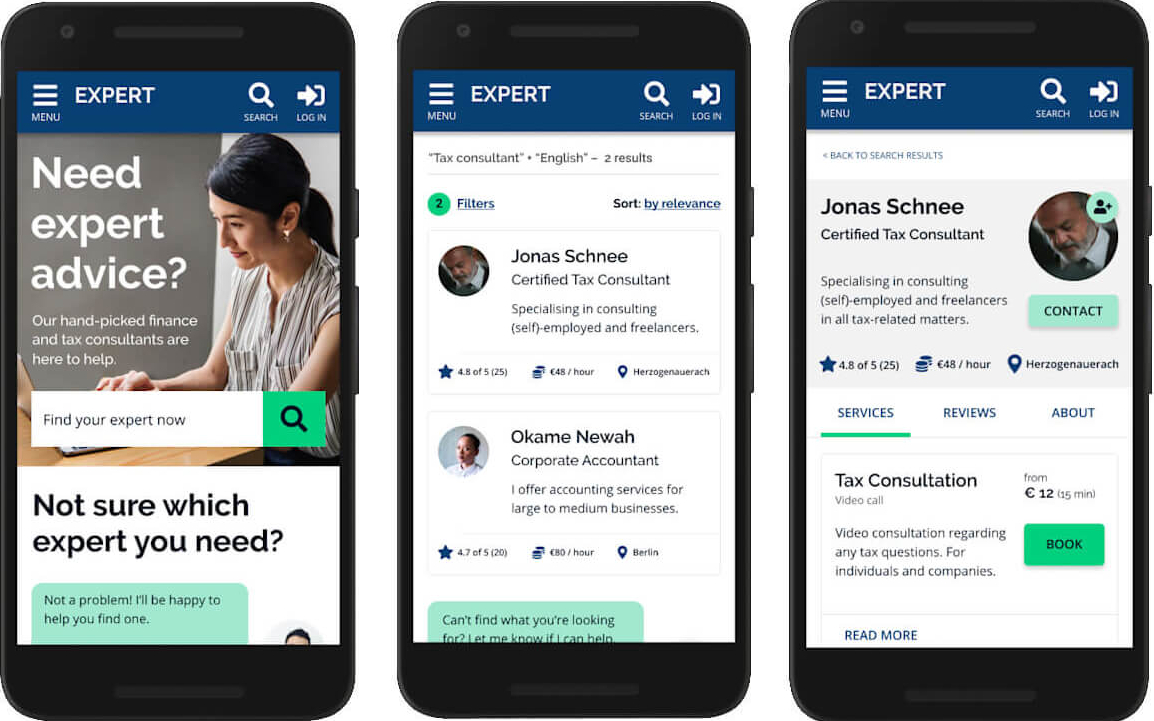 EXPERT
MENU
SEARCH
LOG IN
Need
expert
advice?
Our hand-picked finance
and tax consultants are
here to help.
Find your expert now
Not sure which
expert you need?
Not a problem! I'll be happy to
help you find one.
EXPERT
MENU
SEARCH
LOG IN
"Tax consultant" + "English" – 2 results
2 Filters
Sort: by relevance
Jonas Schnee
Certified Tax Consultant
Specialising in consulting
(self)-employed and freelancers.
4.8 of 5 (25) €48 / hour Herzogenauerach
Okame Newah
Corporate Accountant
I offer accounting services for
large to medium businesses.
4.7 of 5 (20) €80 / hour Berlin
Can't find what you're looking
for? Let me know if I can help.
EXPERT
MENU
SEARCH
LOG IN
< BACK TO SEARCH RESULTS
Jonas Schnee
Certified Tax Consultant
Specialising in consulting
(self)-employed and freelancers
in all tax-related matters.
CONTACT
4.8 of 5 (25) €48 / hour Herzogenauerach
SERVICES REVIEWS ABOUT
Tax Consultation
Video call
from
€ 12 (15 min)
Video consultation regarding
any tax questions. For
individuals and companies.
BOOK
READ MORE